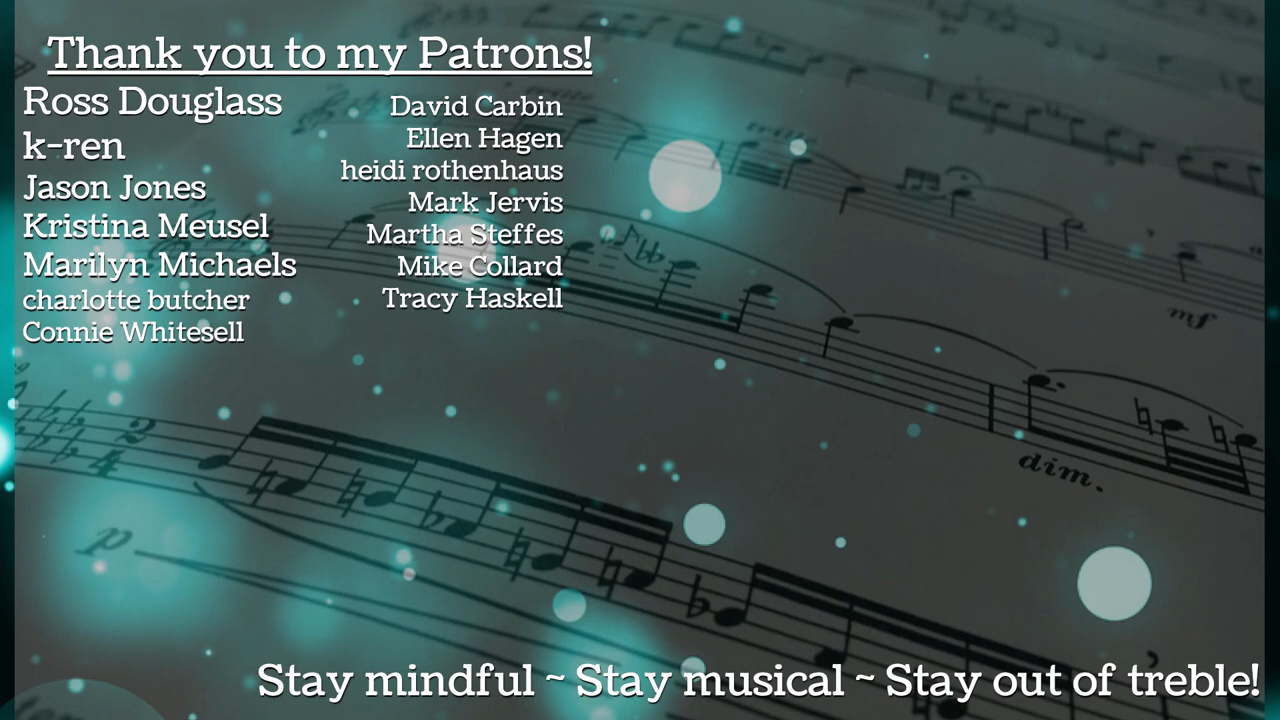 Thank you to my Patrons!
Ross Douglass
k-ren
Jason Jones
Kristina Meusel
Marilyn Michaels
charlotte butcher
Connie Whitesell
David Carbin
Ellen Hagen
heidi rothenhaus
Mark Jervis
Martha Steffes
Mike Collard
Tracy Haskell
mf
dim.
p
Stay mindful ~ Stay musical ~ Stay out of treble!